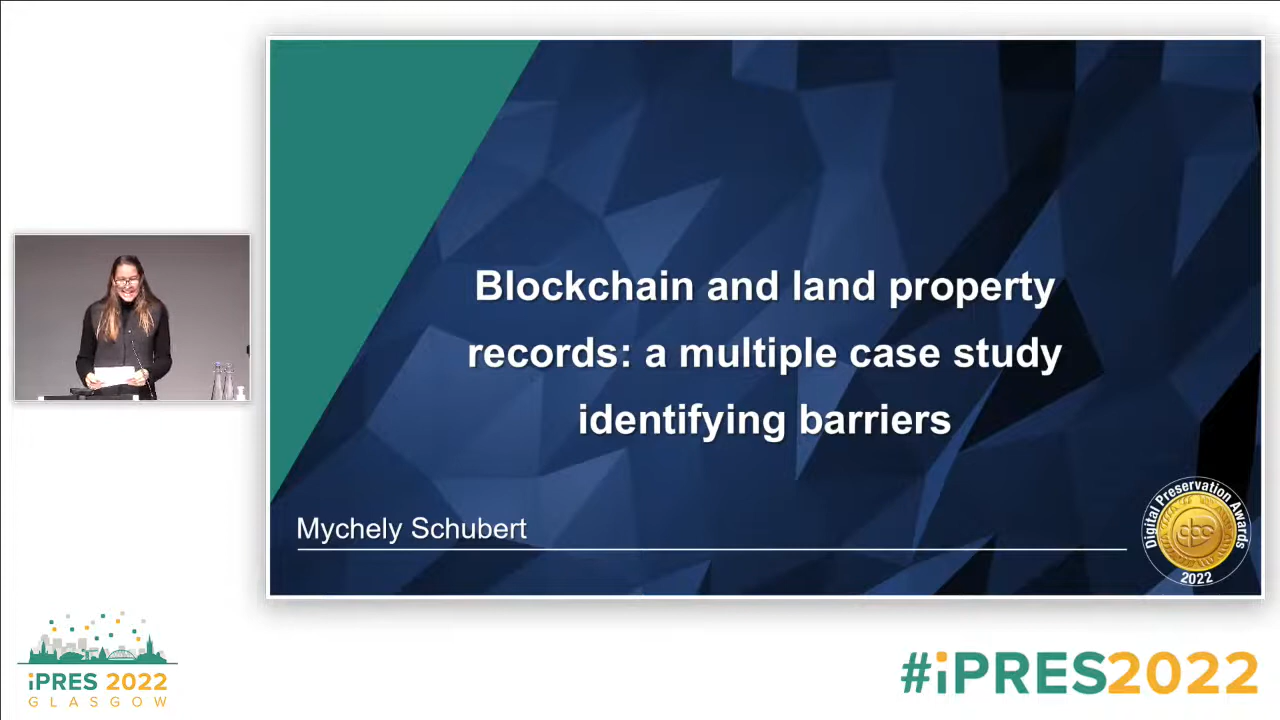 Blockchain and land property
records: a multiple case study
identifying barriers
Mychely Schubert
Digital Preservation Awards
dpc
2022
iPRES 2022
GLASGOW
#iPRES2022